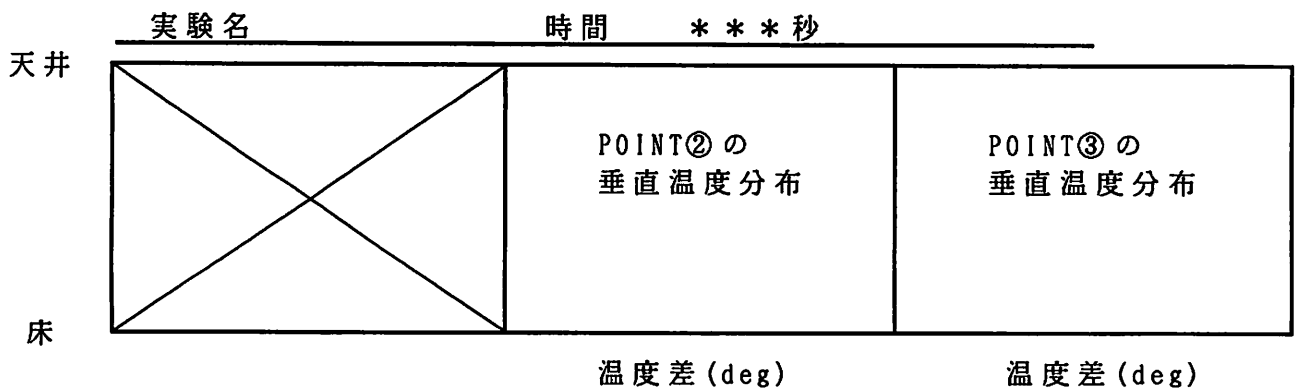 実験名 時間 ＊＊＊秒
天井
POINT②の POINT③の
垂直温度分布 垂直温度分布
床
温度差(deg) 温度差(deg)